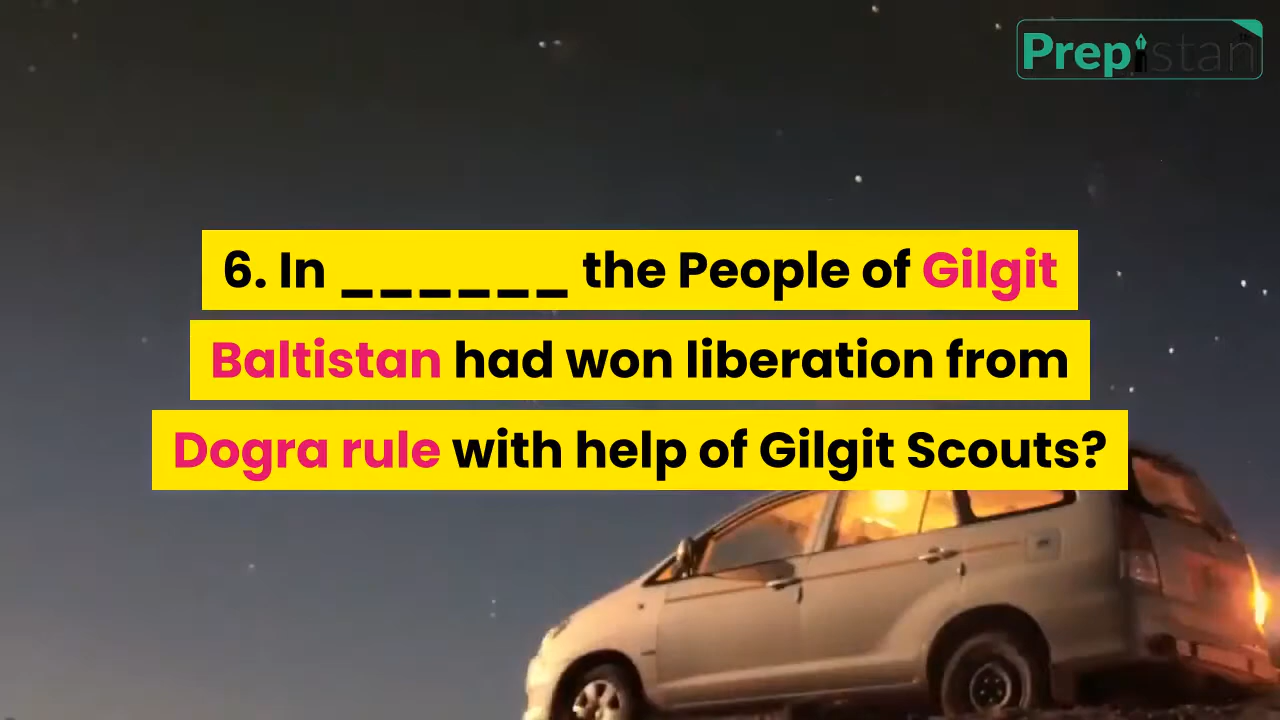 Prepistan
6. In ______ the People of Gilgit
Baltistan had won liberation from
Dogra rule with help of Gilgit Scouts?